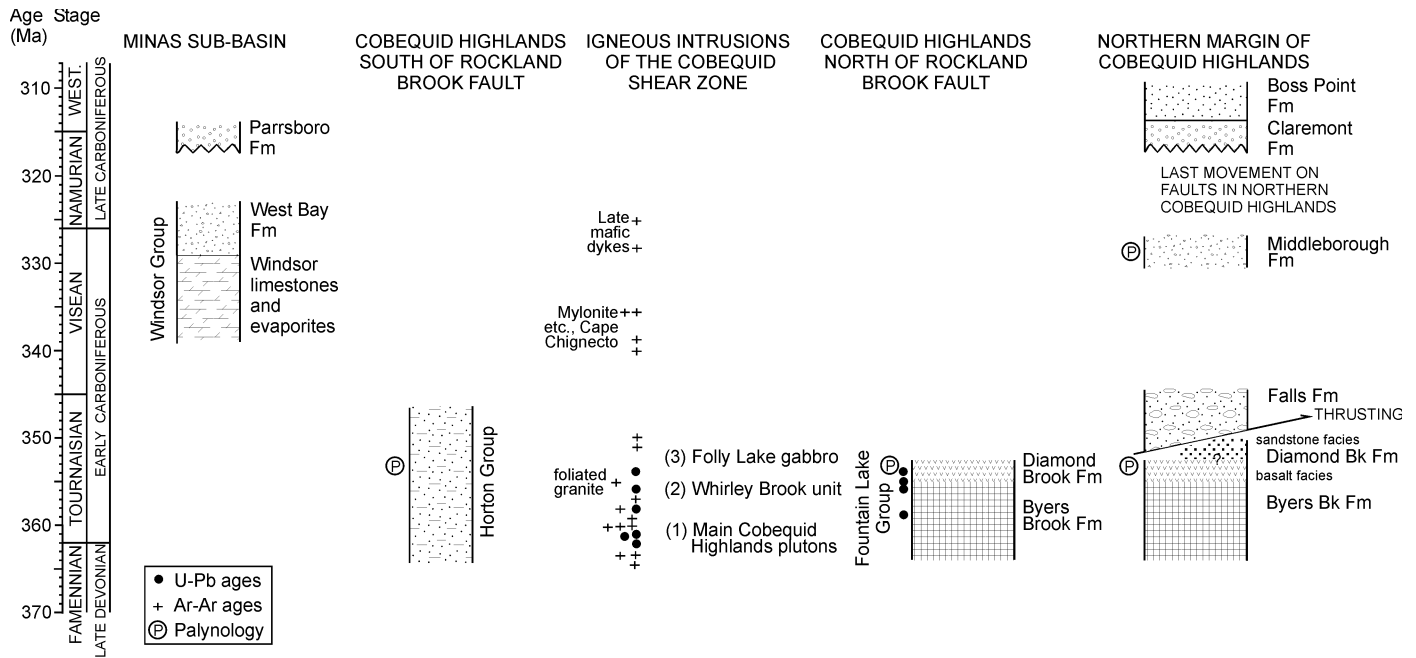 Age Stage
(Ma)
MINAS SUB-BASIN
COBEQUID HIGHLANDS
SOUTH OF ROCKLAND
BROOK FAULT
IGNEOUS INTRUSIONS
OF THE COBEQUID
SHEAR ZONE
COBEQUID HIGHLANDS
NORTH OF ROCKLAND
BROOK FAULT
NORTHERN MARGIN OF
COBEQUID HIGHLANDS
310
320
330
340
350
360
370
WEST.
NAMURIAN
VISEAN
TOURNAISIAN
FAMENNIAN
LATE CARBONIFEROUS
EARLY CARBONIFEROUS
LATE DEVONIAN
Parrsboro
Fm
Windsor Group
West Bay
Fm
Windsor
limestones
and
evaporites
P
Horton Group
Late
mafic
dykes
Mylonite
etc., Cape
Chignecto
foliated
granite
(3) Folly Lake gabbro
(2) Whirley Brook unit
(1) Main Cobequid
Highlands plutons
Fountain Lake
Group
P
Diamond
Brook Fm
Byers
Brook Fm
Boss Point
Fm
Claremont
Fm
LAST MOVEMENT ON
FAULTS IN NORTHERN
COBEQUID HIGHLANDS
P
Middleborough
Fm
Falls Fm
THRUSTING
sandstone facies
?
Diamond Bk Fm
P
basalt facies
Byers Bk Fm
U-Pb ages
+ Ar-Ar ages
P Palynology